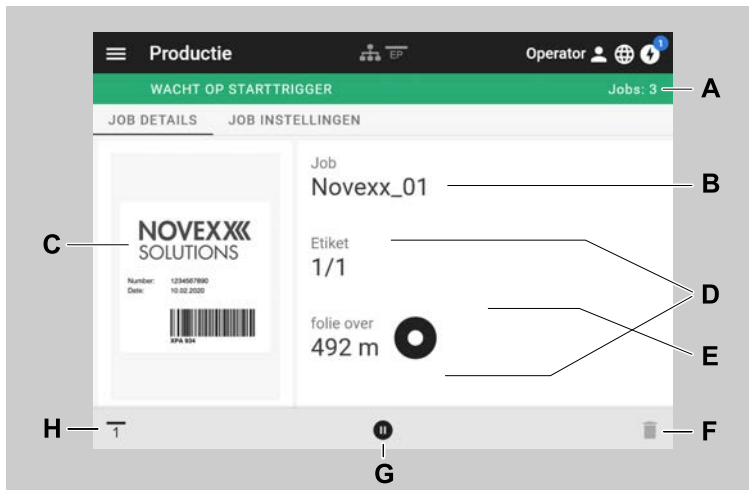 Productie
EP
Operator
1
WACHT OP STARTTRIGGER
Jobs: 3
A
JOB DETAILS
JOB INSTELLINGEN
Job
Novexx_01
B
C
NOVEXX
SOLUTIONS
Number: 1234567890
Date: 10.02.2020
XPA 934
Etiket
1/1
D
folie over
492 m
E
H
1
G
F